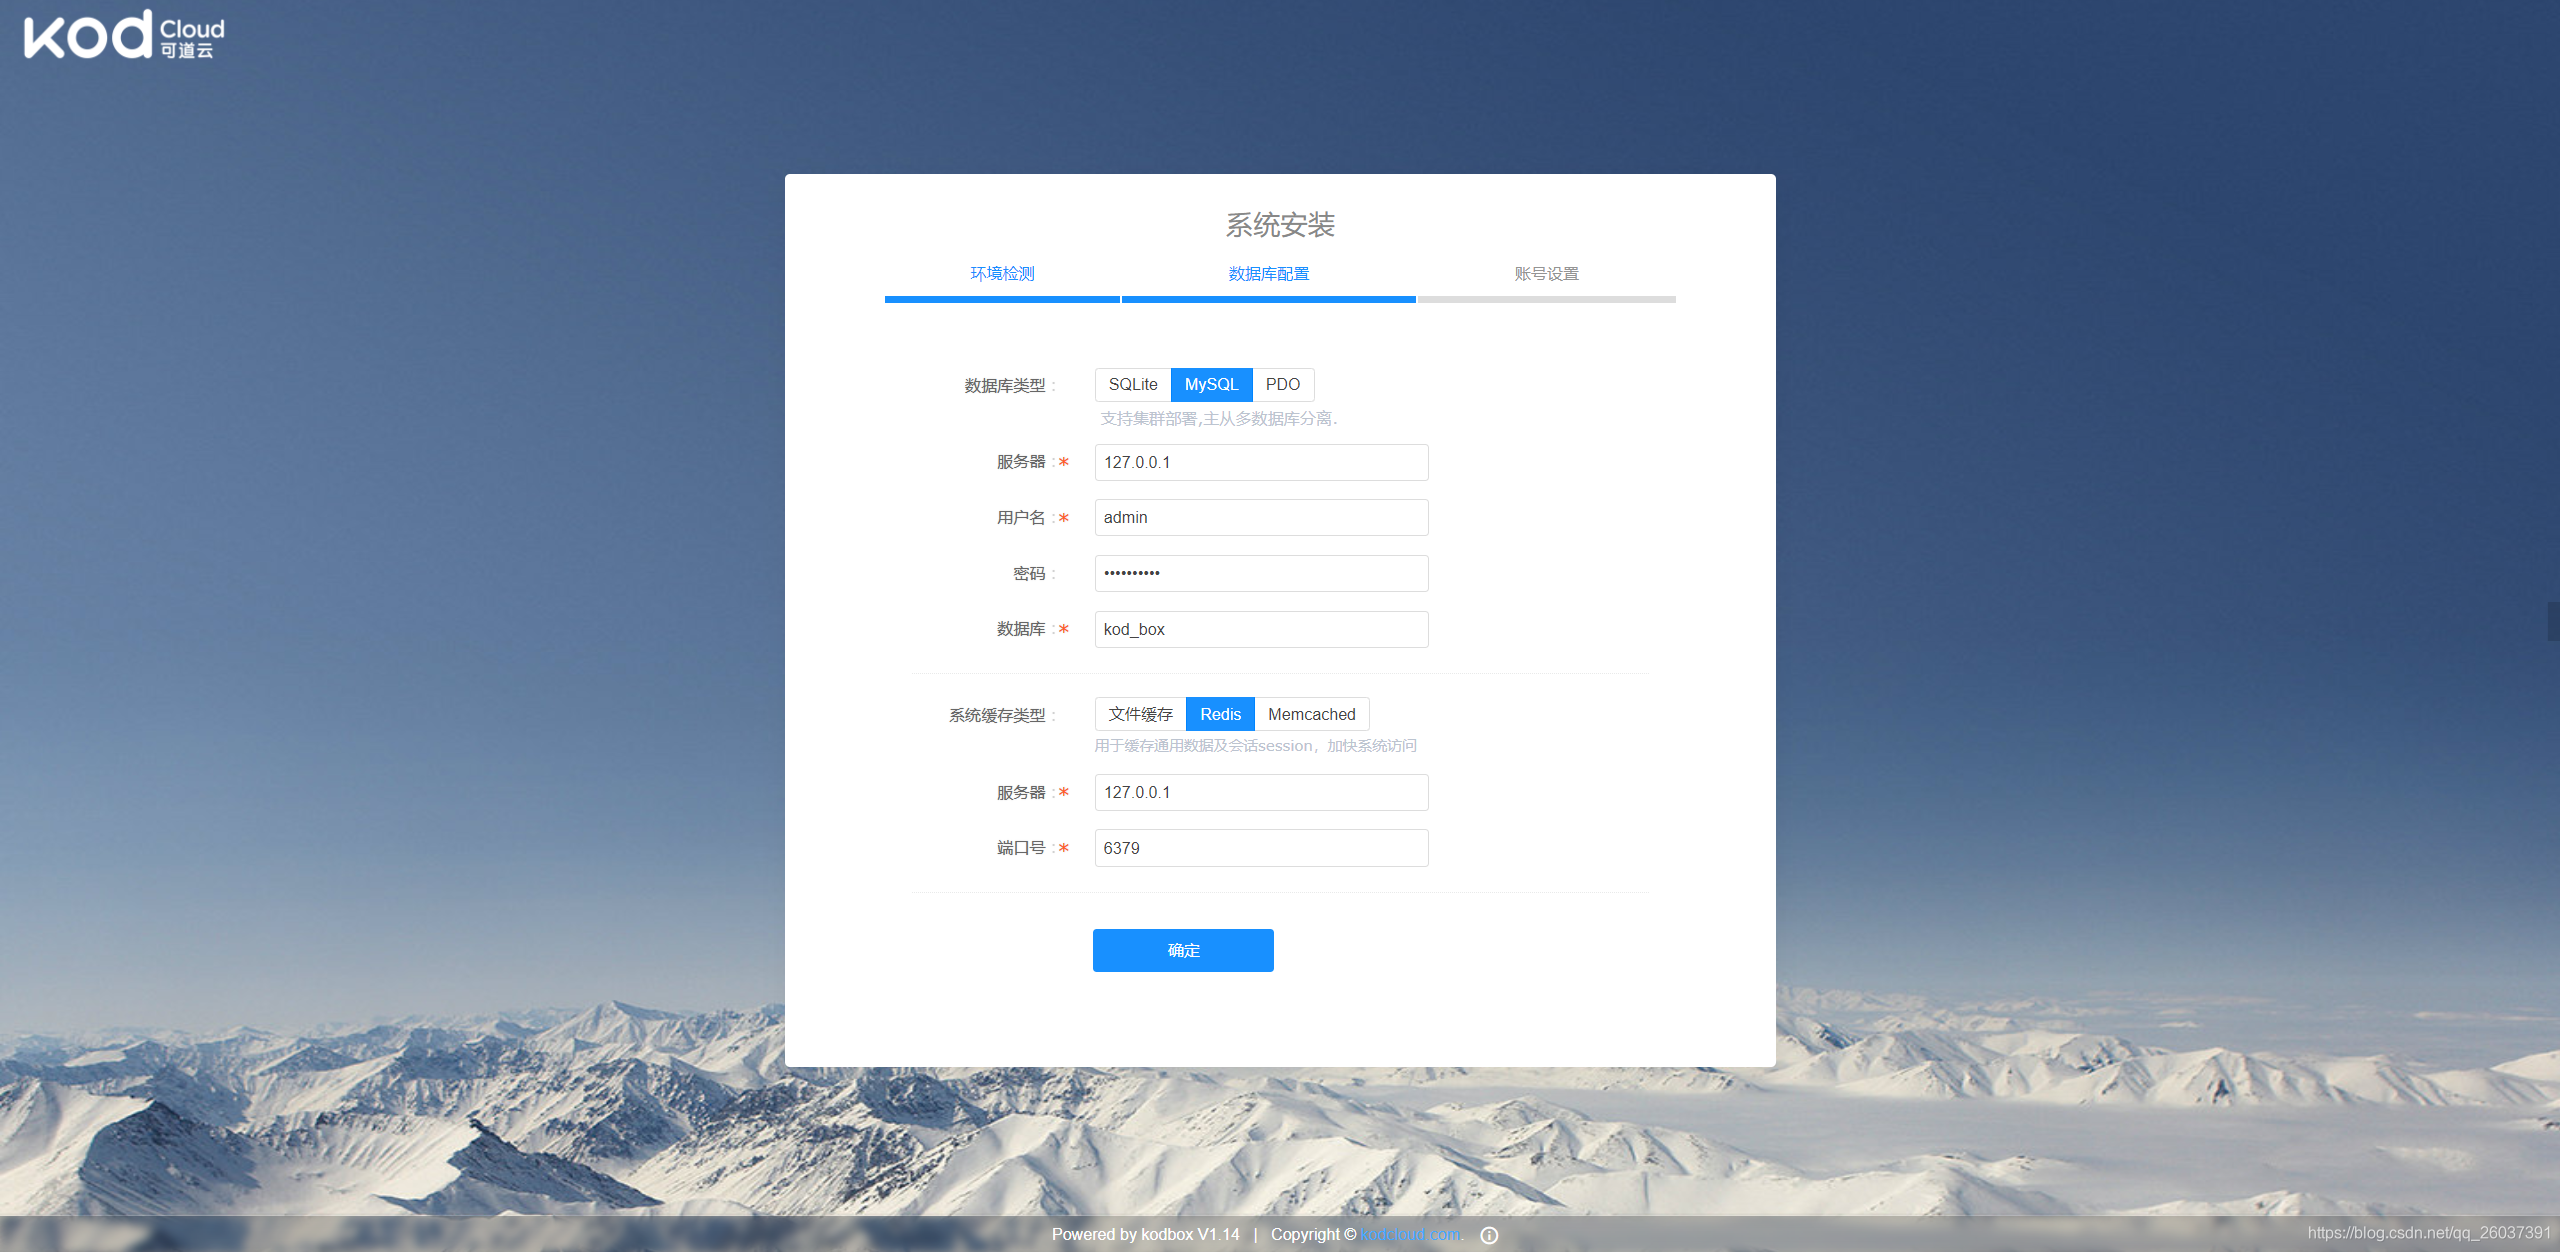 kod Cloud
可道云
系统安装
环境检测 数据库配置 账号设置
数据库类型 : SQLite MySQL PDO
支持集群部署,主从多数据库分离.
服务器 :* 127.0.0.1
用户名 :* admin
密码 : ••••••••••
数据库 :* kod_box
系统缓存类型 : 文件缓存 Redis Memcached
用于缓存通用数据及会话session，加快系统访问
服务器 :* 127.0.0.1
端口号 :* 6379
确定
Powered by kodbox V1.14 | Copyright © kodcloud.com.
https://blog.csdn.net/qq_26037391